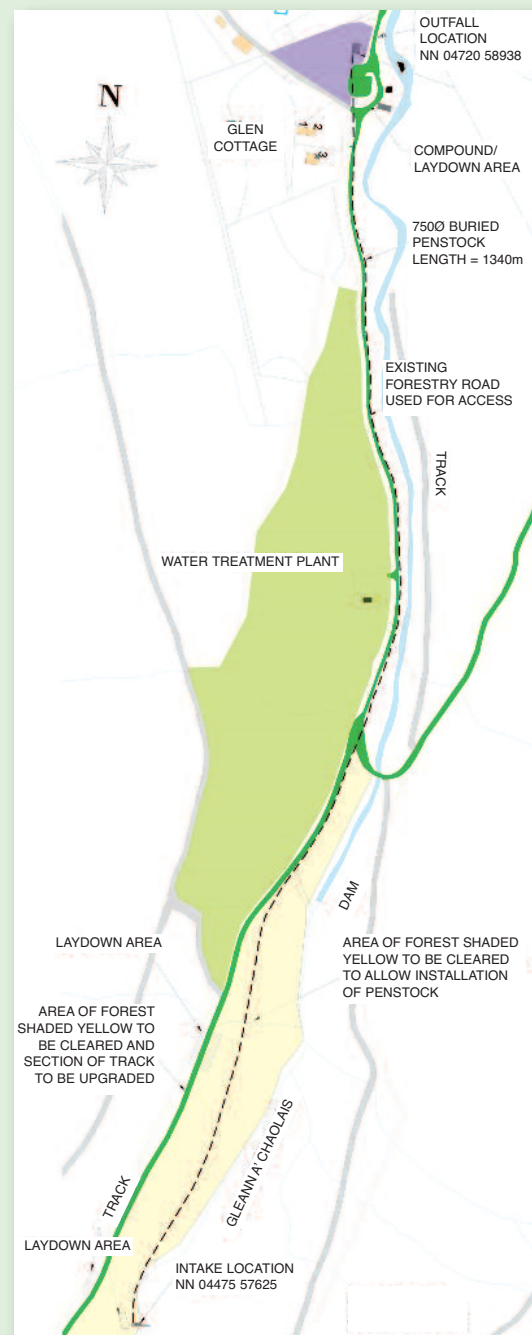 OUTFALL
LOCATION
NN 04720 58938
N
GLEN
COTTAGE
2
1
3
COMPOUND/
LAYDOWN AREA
750Ø BURIED
PENSTOCK
LENGTH = 1340m
EXISTING
FORESTRY ROAD
USED FOR ACCESS
TRACK
WATER TREATMENT PLANT
DAM
LAYDOWN AREA
AREA OF FOREST SHADED
YELLOW TO BE CLEARED
TO ALLOW INSTALLATION
OF PENSTOCK
AREA OF FOREST
SHADED YELLOW TO
BE CLEARED AND
SECTION OF TRACK
TO BE UPGRADED
GLEANN A' CHAOLAIS
TRACK
LAYDOWN AREA
INTAKE LOCATION
NN 04475 57625